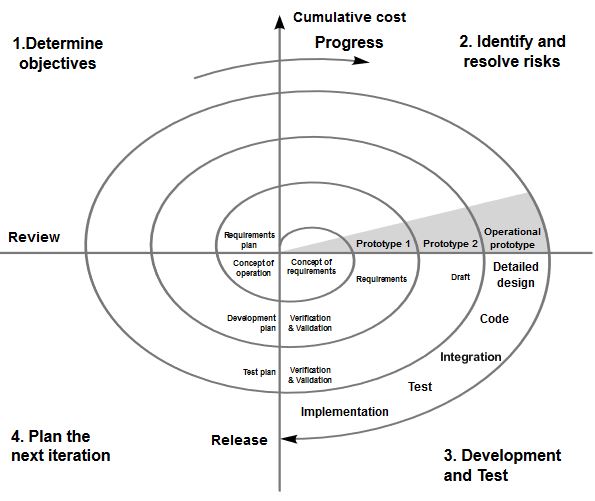 Cumulative cost
1.Determine
objectives
Progress
2. Identify and
resolve risks
Review
Requirements
plan
Prototype 1
Prototype 2
Operational
prototype
Concept of
operation
Concept of
requirements
Requirements
Draft
Detailed
design
Development
plan
Verification
& Validation
Code
Integration
Test plan
Verification
& Validation
Test
Implementation
4. Plan the
next iteration
Release
3. Development
and Test